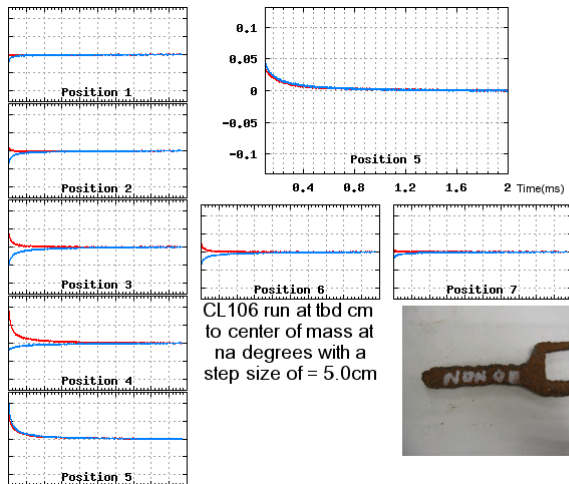 Position 1
Position 2
Position 3
Position 4
Position 5
0.1
0.05
0
-0.05
-0.1
Position 5
0.4 0.8 1.2 1.6 2 Time(ms)
Position 6
Position 7
CL106 run at tbd cm
to center of mass at
na degrees with a
step size of = 5.0cm